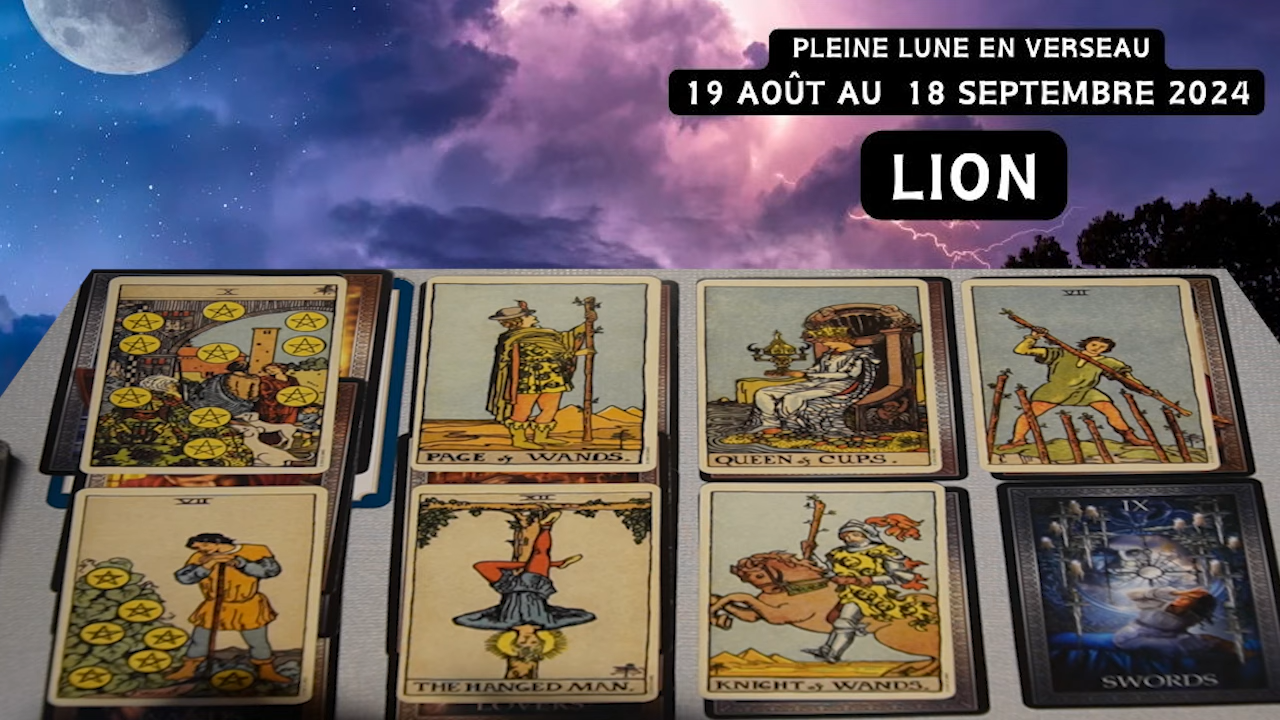 PLEINE LUNE EN VERSEAU
19 AOÛT AU 18 SEPTEMBRE 2024
LION
X
VII
PAGE of WANDS.
QUEEN of CUPS.
VII
XII
IX
THE HANGED MAN.
KNIGHT of WANDS.
SWORDS
LOVERS